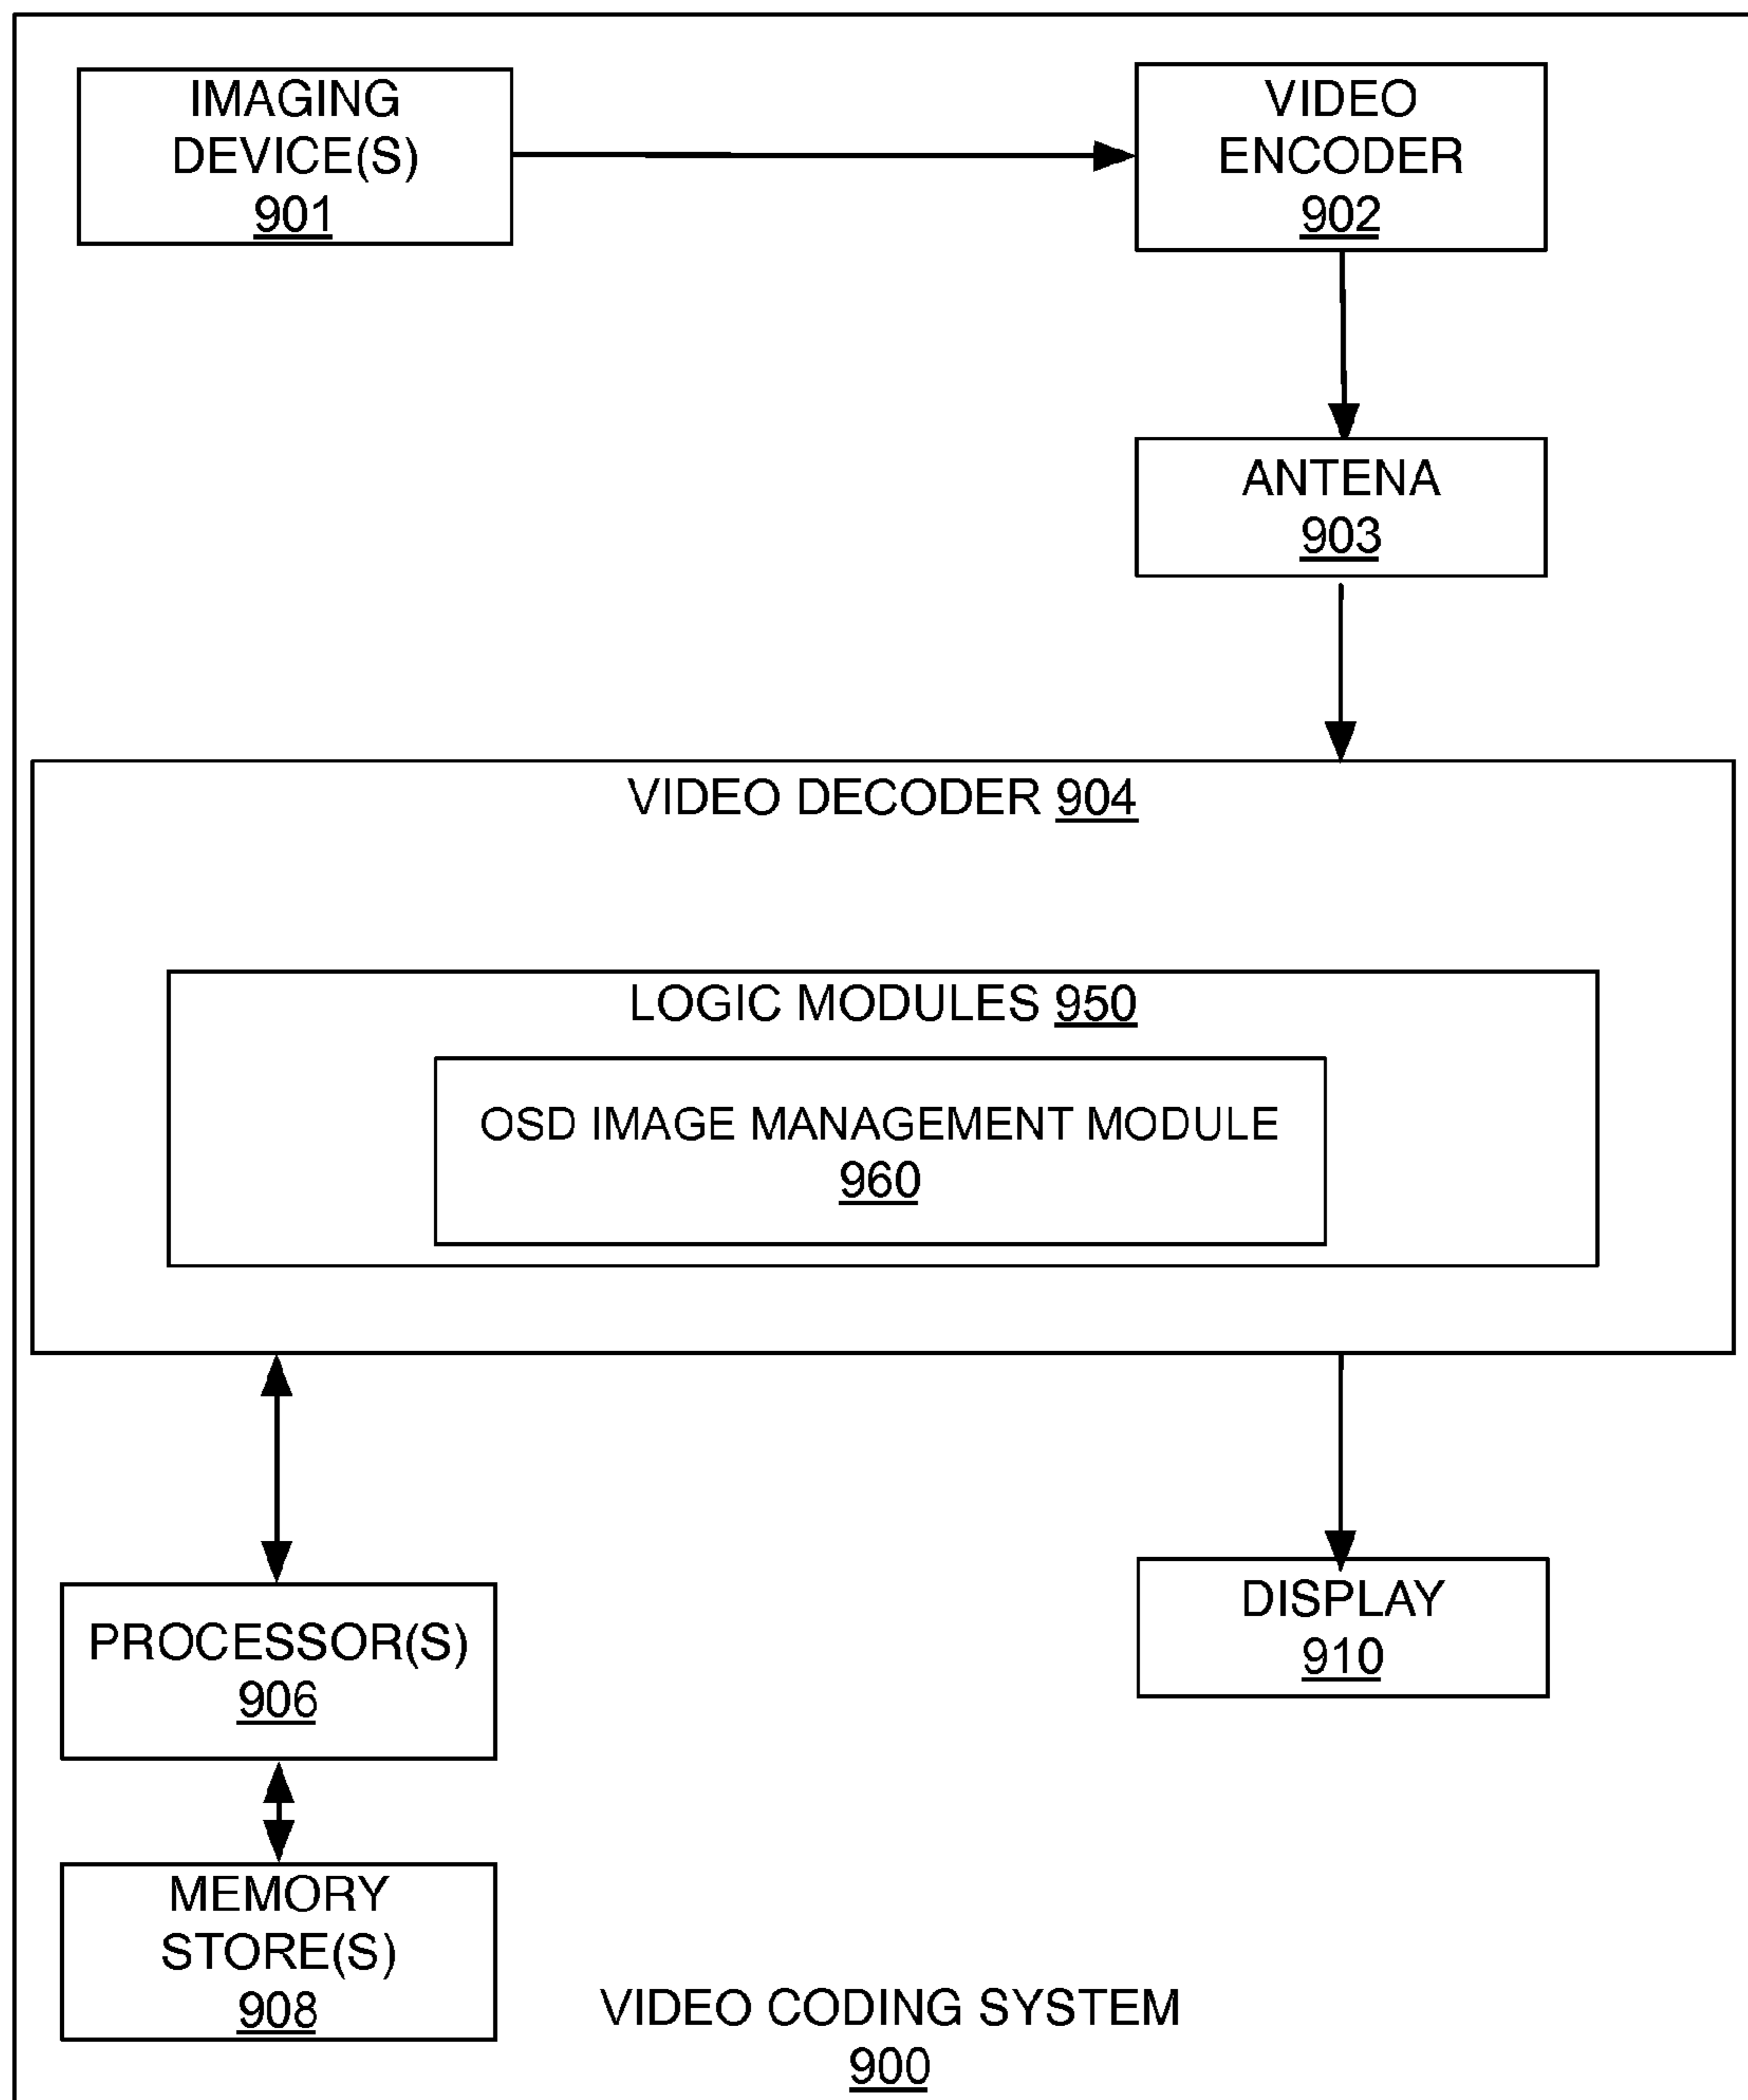 IMAGING
DEVICE(S)
901
VIDEO
ENCODER
902
ANTENA
903
VIDEO DECODER 904
LOGIC MODULES 950
OSD IMAGE MANAGEMENT MODULE
960
PROCESSOR(S)
906
DISPLAY
910
MEMORY
STORE(S)
908
VIDEO CODING SYSTEM
900